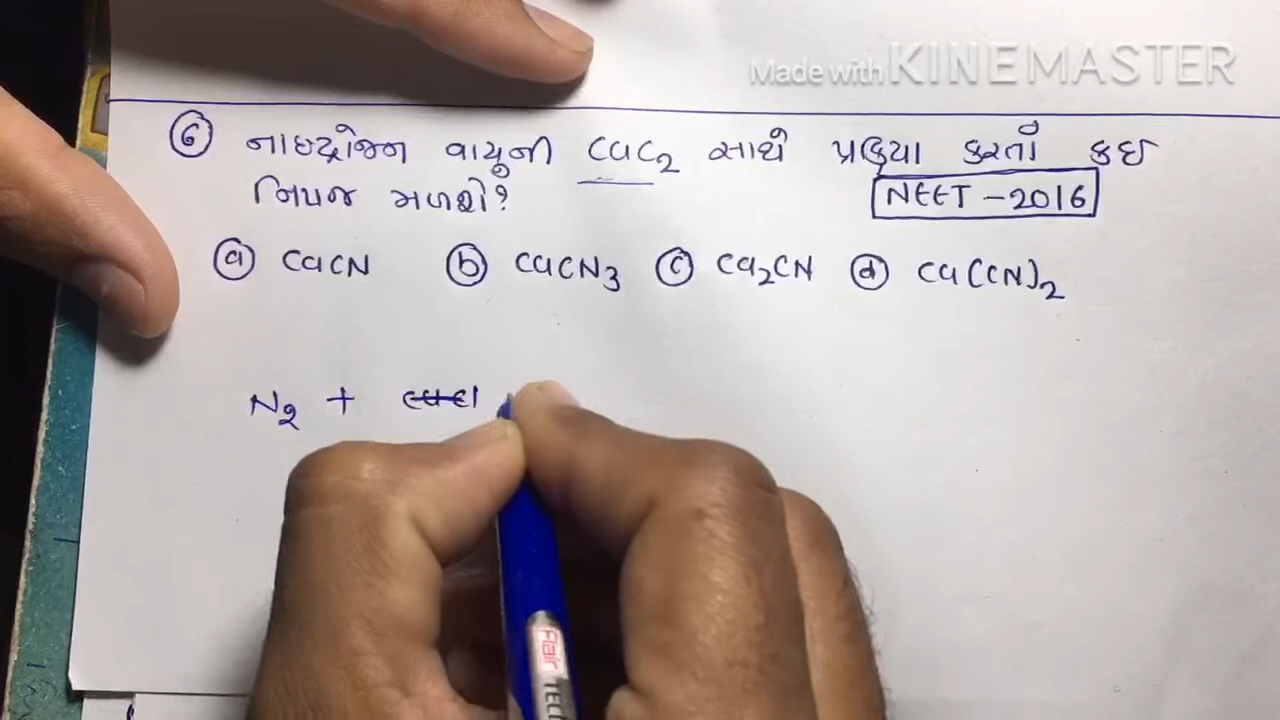 Made with KINEMASTER
6 નાઇટ્રોજન વાયુની CaC2 સાથે પ્રક્રિયા કરતાં કઇ
નિપજ મળશે?
NEET - 2016
a CaCN b CaCN3 c Ca2CN d Ca(CN)2
N2 +
Flair